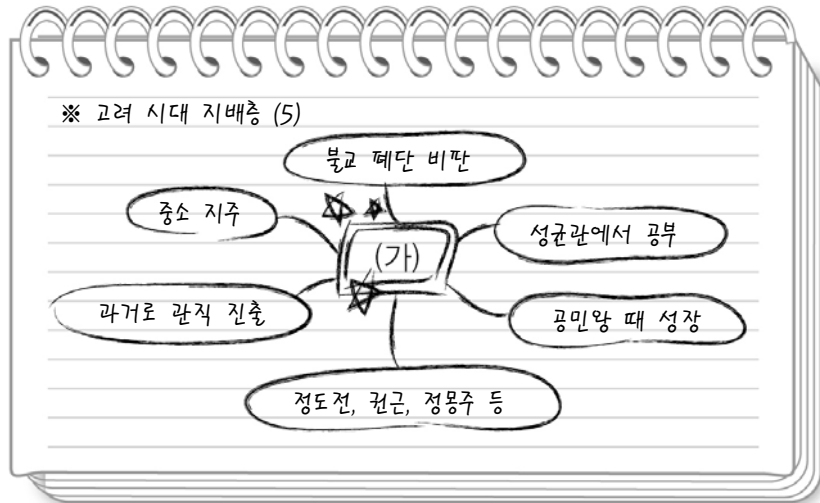 ※ 고려 시대 지배층 (5)
불교 폐단 비판
중소 지주
성균관에서 공부
(가)
과거로 관직 진출
공민왕 때 성장
정도전, 권근, 정몽주 등